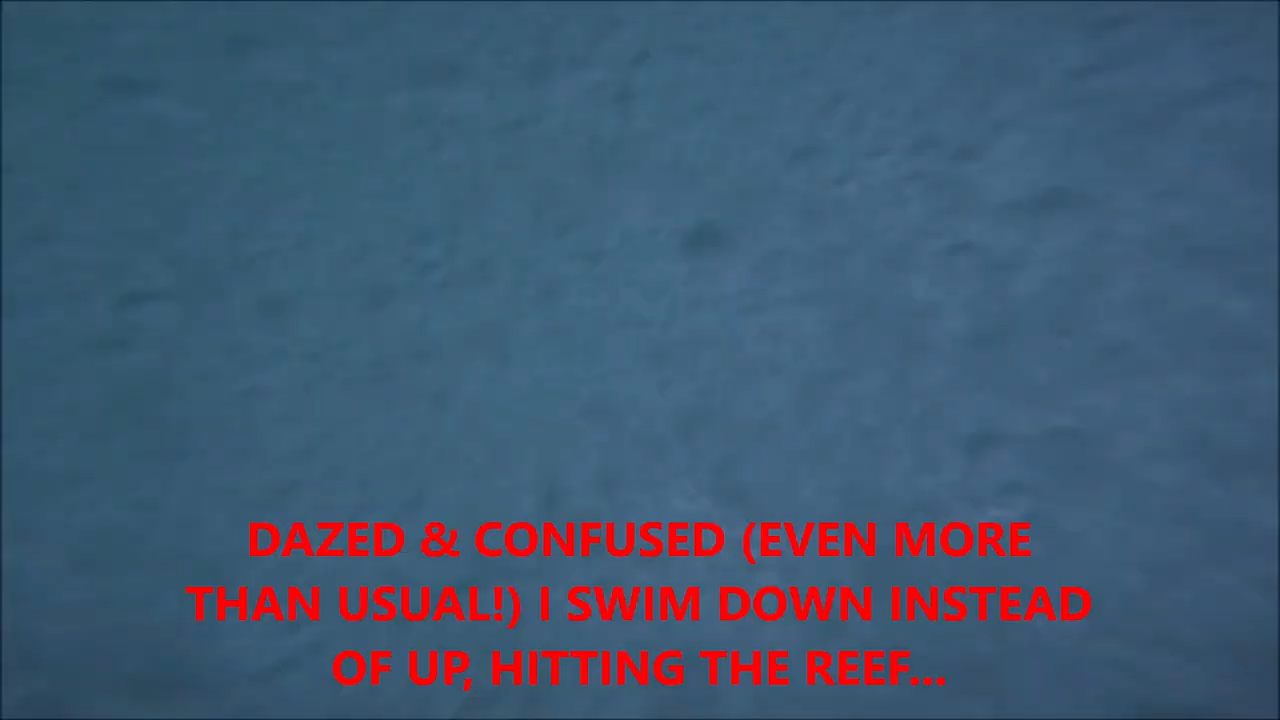 DAZED & CONFUSED (EVEN MORE
THAN USUAL!) I SWIM DOWN INSTEAD
OF UP, HITTING THE REEF...